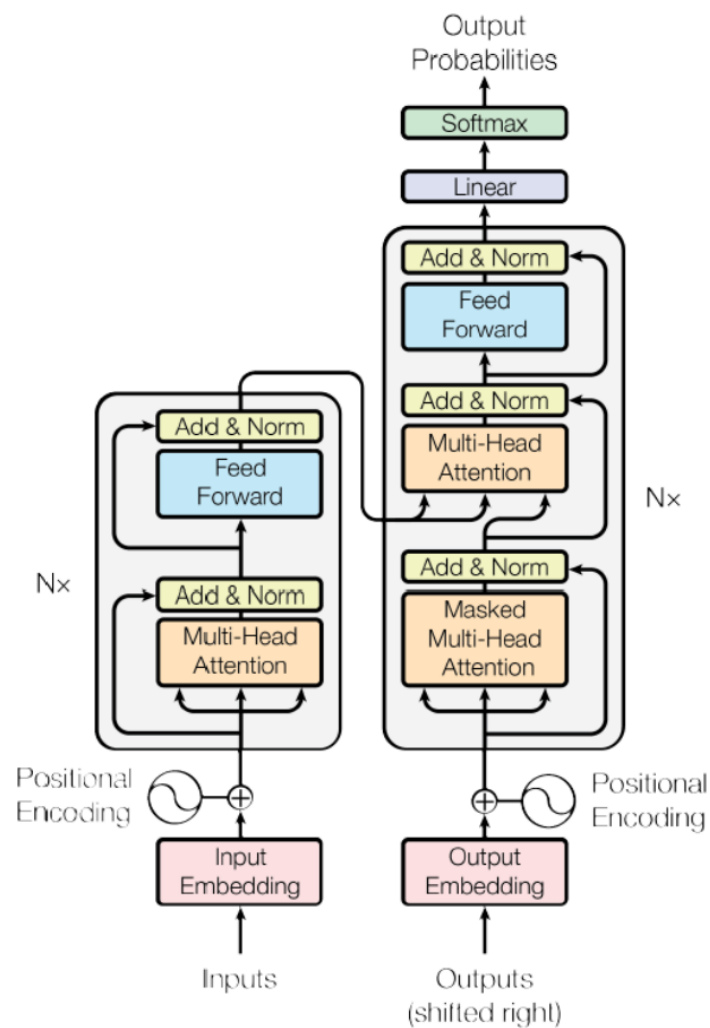 Output
Probabilities
Softmax
Linear
Add & Norm
Feed
Forward
Add & Norm
Multi-Head
Attention
Add & Norm
Masked
Multi-Head
Attention
Nx
Add & Norm
Feed
Forward
Add & Norm
Multi-Head
Attention
Nx
Positional
Encoding
Positional
Encoding
Input
Embedding
Output
Embedding
Inputs
Outputs
(shifted right)